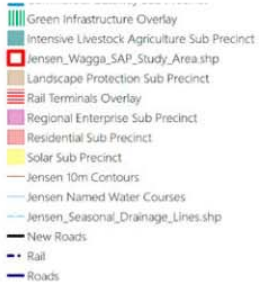 Green Infrastructure Overlay
Intensive Livestock Agriculture Sub Precinct
Jensen_Wagga_SAP_Study_Area.shp
Landscape Protection Sub Precinct
Rail Terminals Overlay
Regional Enterprise Sub Precinct
Residential Sub Precinct
Solar Sub Precinct
Jensen 10m Contours
Jensen Named Water Courses
Jensen_Seasonal_Drainage_Lines.shp
New Roads
Rail
Roads